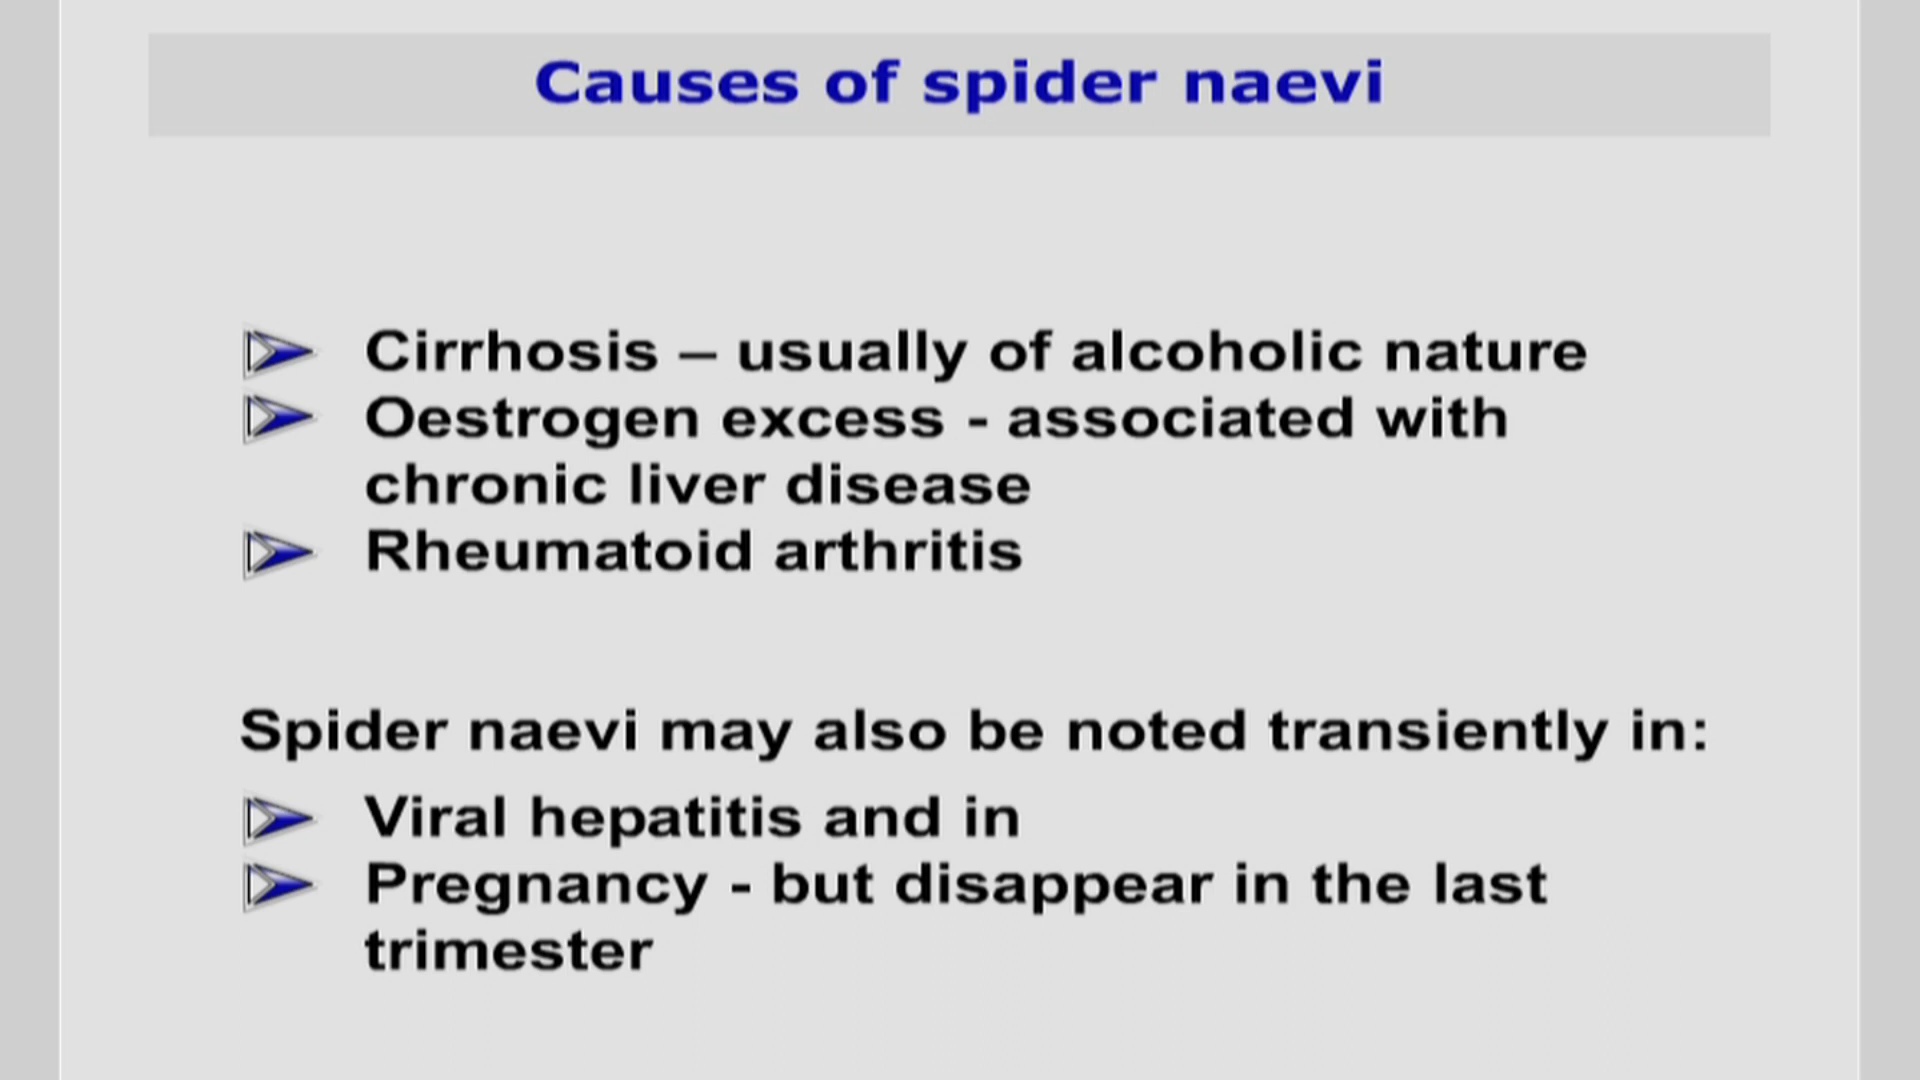 Causes of spider naevi
Cirrhosis – usually of alcoholic nature
Oestrogen excess - associated with
chronic liver disease
Rheumatoid arthritis
Spider naevi may also be noted transiently in:
Viral hepatitis and in
Pregnancy - but disappear in the last
trimester